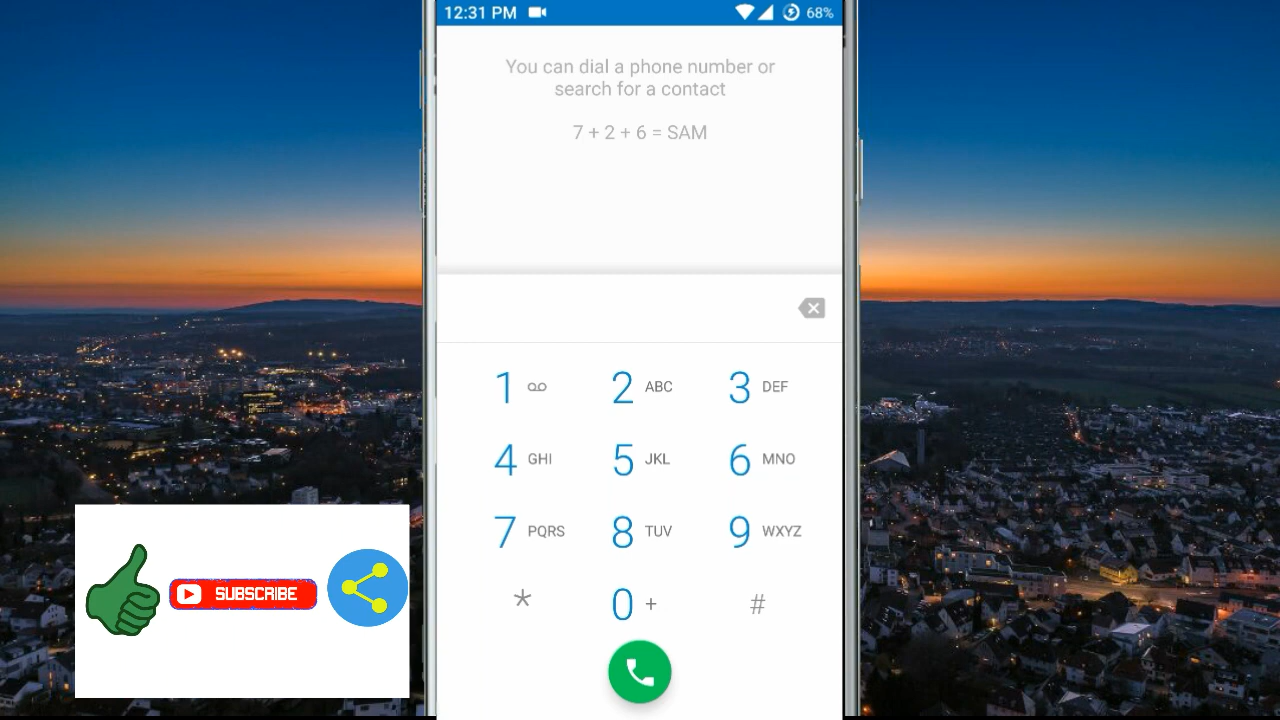 12:31 PM 68%
You can dial a phone number or
search for a contact
7 + 2 + 6 = SAM
1 2 ABC 3 DEF
4 GHI 5 JKL 6 MNO
7 PQRS 8 TUV 9 WXYZ
* 0 + #
SUBSCRIBE